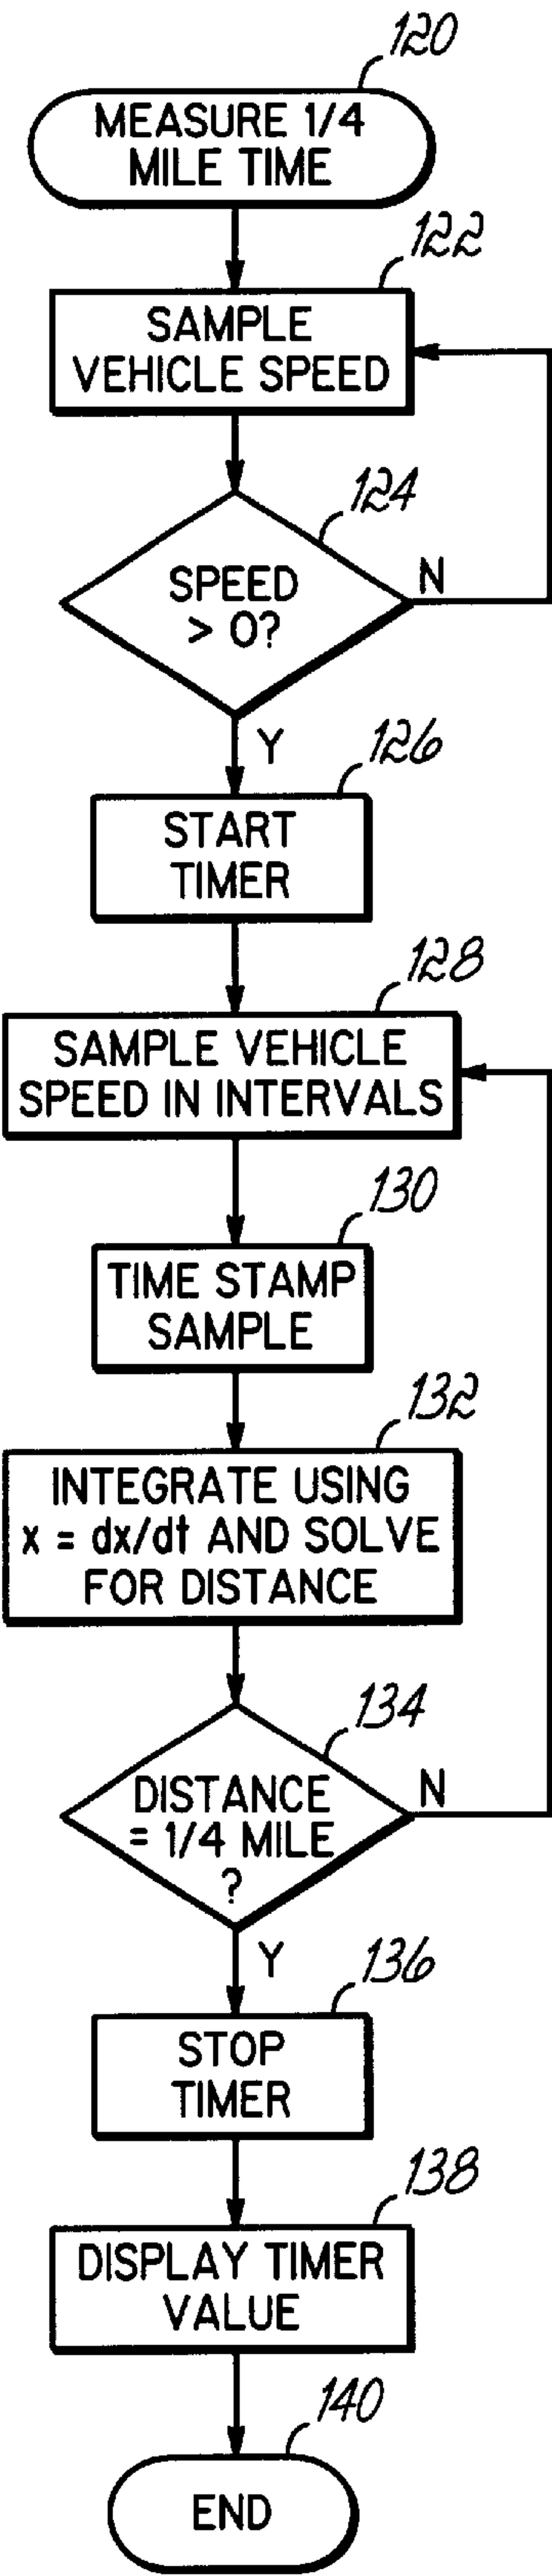 120
MEASURE 1/4
MILE TIME
122
SAMPLE
VEHICLE SPEED
124
SPEED
> 0?
N
Y
126
START
TIMER
128
SAMPLE VEHICLE
SPEED IN INTERVALS
130
TIME STAMP
SAMPLE
132
INTEGRATE USING
x = dx/dt AND SOLVE
FOR DISTANCE
134
DISTANCE
= 1/4 MILE
?
N
Y
136
STOP
TIMER
138
DISPLAY TIMER
VALUE
140
END